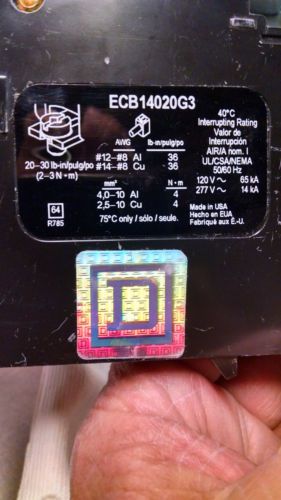 ECB14020G3
40°C
Interrupting Rating
Valor de
Interrupción
AIR/A nom. I
UL/CSA/NEMA
50/60 Hz
120 V ~ 65 kA
277 V ~ 14 kA
Made in USA
Hecho en EUA
Fabriqué aux É.-U.
20–30 lb-in/pulg/po
(2–3 N-m)
AWG lb-in/pulg/po
#12–#8 Al 36
#14–#8 Cu 36
mm² N-m
4,0–10 Al 4
2,5–10 Cu 4
75°C only / sólo / seule.
64
R785
D